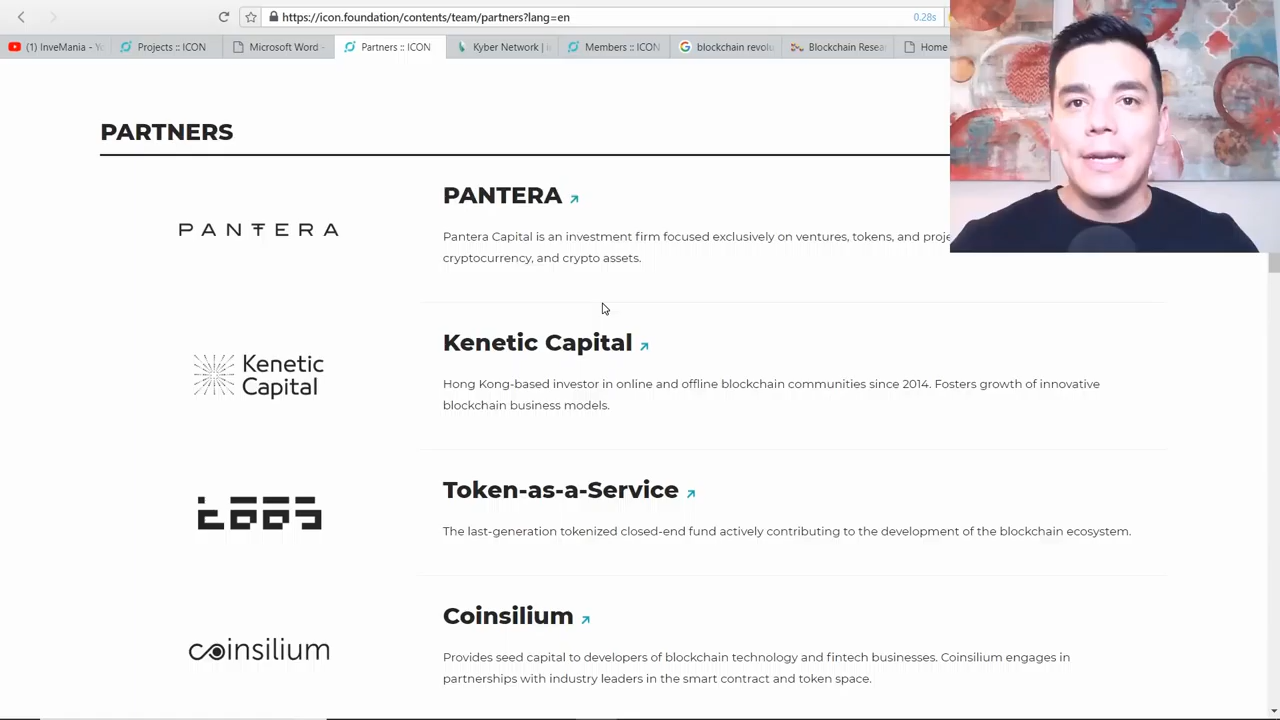 https://icon.foundation/contents/team/partners?lang=en
0.28s
(1) InveMania - Yo
Projects :: ICON
Microsoft Word -
Partners :: ICON
Kyber Network | I
Members :: ICON
blockchain revolu
Blockchain Resea
Home
PARTNERS
PANTERA
PANTERA
Pantera Capital is an investment firm focused exclusively on ventures, tokens, and proje
cryptocurrency, and crypto assets.
Kenetic Capital
Kenetic
Capital
Hong Kong-based investor in online and offline blockchain communities since 2014. Fosters growth of innovative
blockchain business models.
Token-as-a-Service
taas
The last-generation tokenized closed-end fund actively contributing to the development of the blockchain ecosystem.
Coinsilium
coinsilium
Provides seed capital to developers of blockchain technology and fintech businesses. Coinsilium engages in
partnerships with industry leaders in the smart contract and token space.